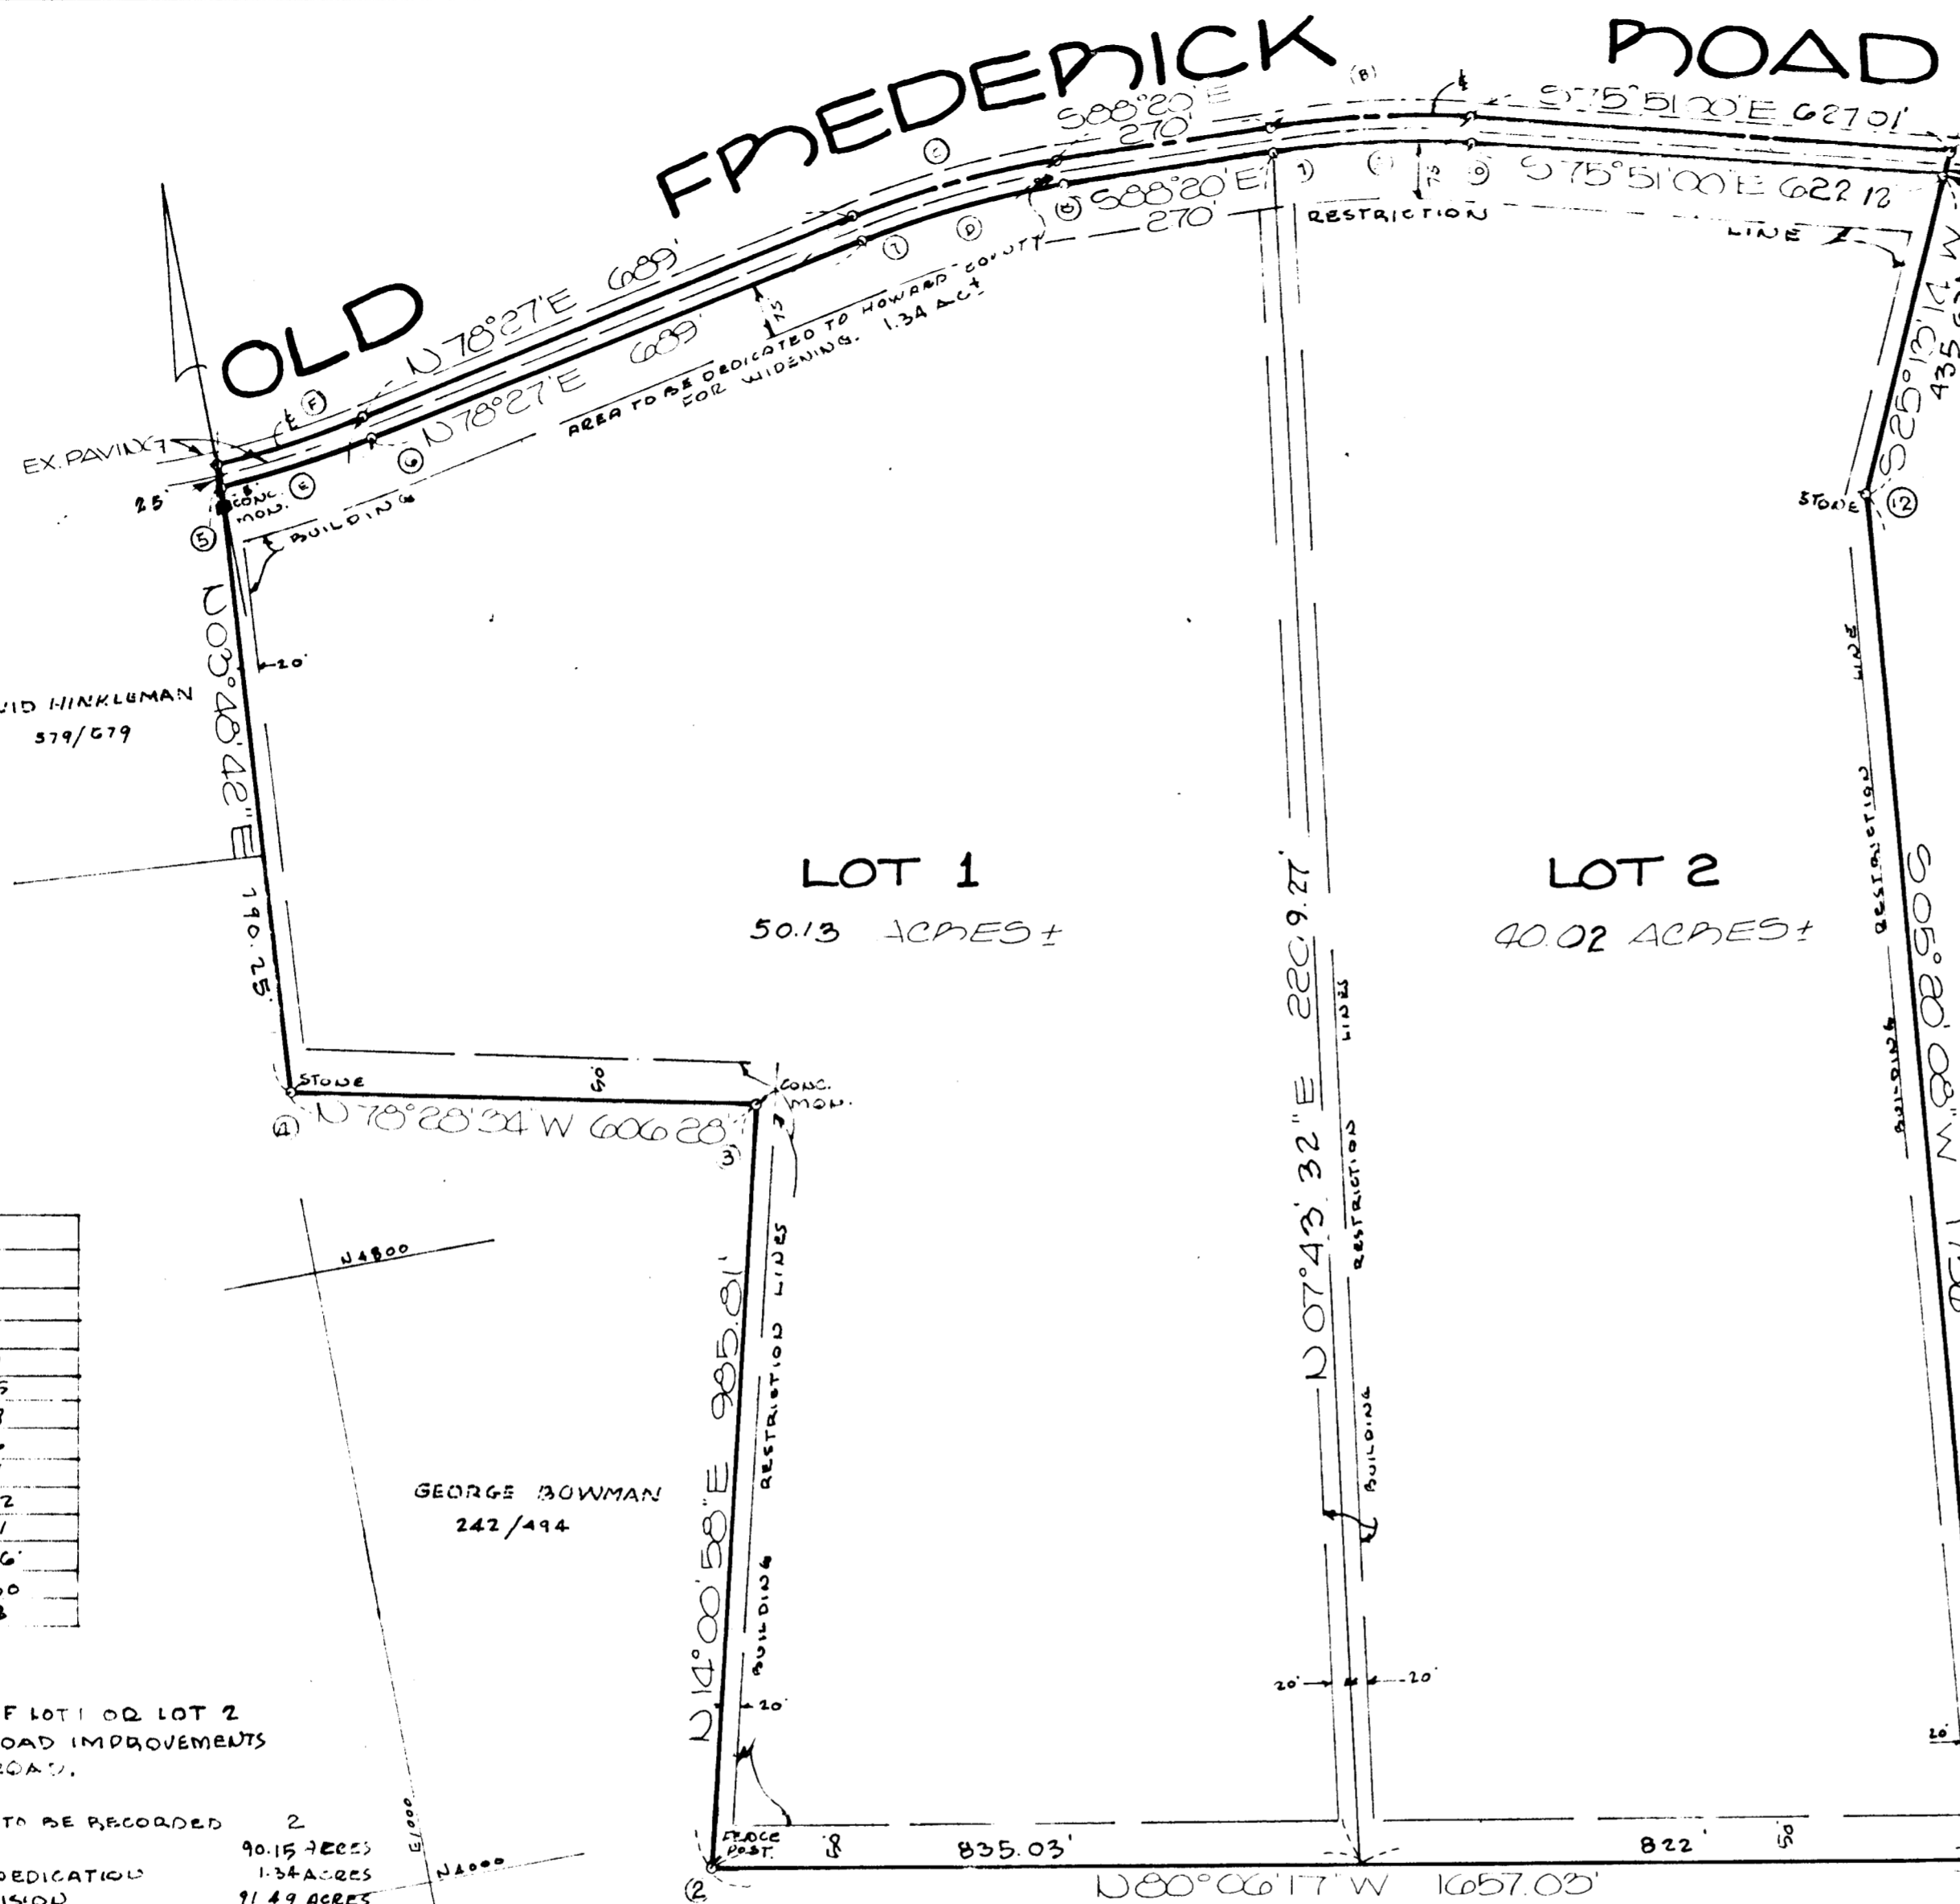 OLD FREDERICK ROAD
(B)
S88°20'E
270'
S75°51'00"E 627.01'
N78°27'E 689'
S88°20'E
270'
S75°51'00"E 622.12'
75'
RESTRICTION LINE
N78°27'E 689'
75'
AREA TO BE DEDICATED TO HOWARD COUNTY
FOR WIDENING. 1.34 AC±
EX. PAVING
25'
CONC.
MON.
BUILDING
S25°13'14"W
STONE
N03°48'42"E 790.25'
20'
HINKLEMAN
579/679
LOT 1
50.13 ACRES±
LOT 2
40.02 ACRES±
N07°43'32"E 2209.27'
BUILDING RESTRICTION LINES
BUILDING RESTRICTION LINE
S05°20'08"W
STONE
50'
CONC.
MON.
N78°28'34"W 606.28'
N4800
N14°00'58"E 985.81'
BUILDING RESTRICTION LINES
GEORGE BOWMAN
242/494
20'
20' 20'
20'
LOT 1 OR LOT 2
ROAD IMPROVEMENTS
ROAD.
TO BE RECORDED 2
90.15 ACRES
DEDICATION 1.34 ACRES
91.49 ACRES
N4000
FENCE
POST.
50'
835.03'
822'
50'
N80°06'17"W 1657.03'